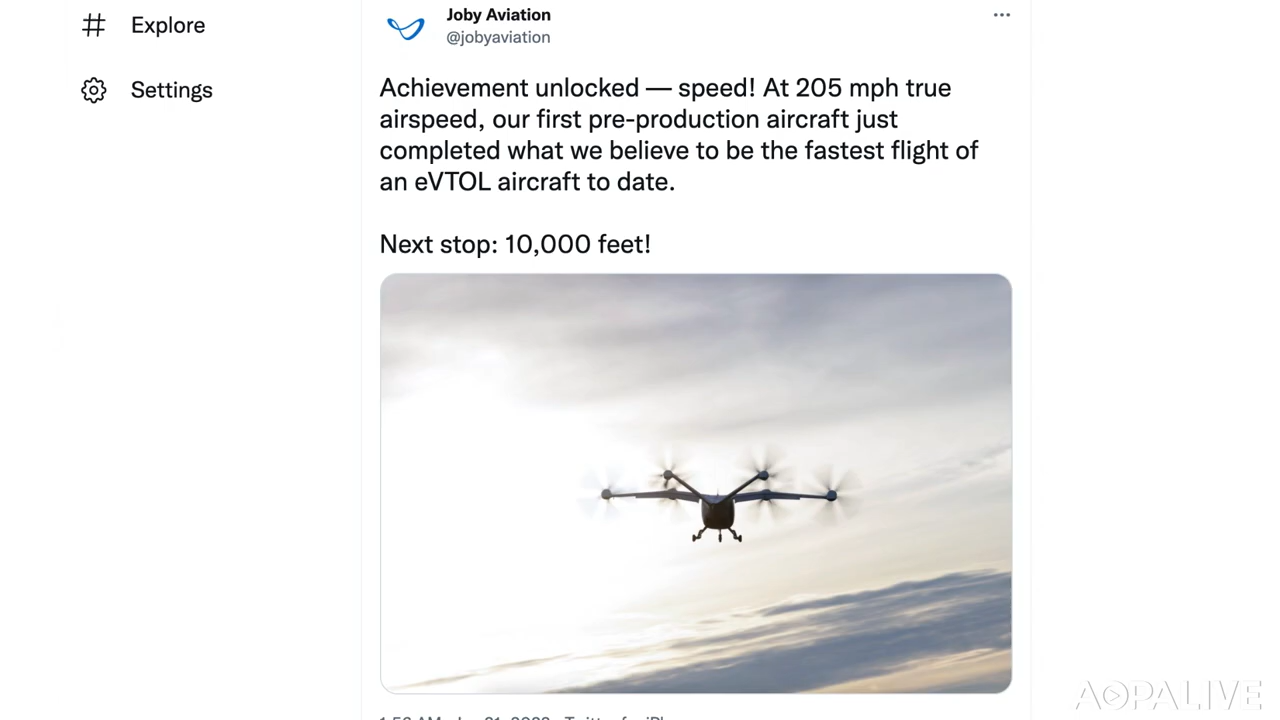 Explore
Settings
Joby Aviation
@jobyaviation
Achievement unlocked — speed! At 205 mph true
airspeed, our first pre-production aircraft just
completed what we believe to be the fastest flight of
an eVTOL aircraft to date.
Next stop: 10,000 feet!
AOPALIVE